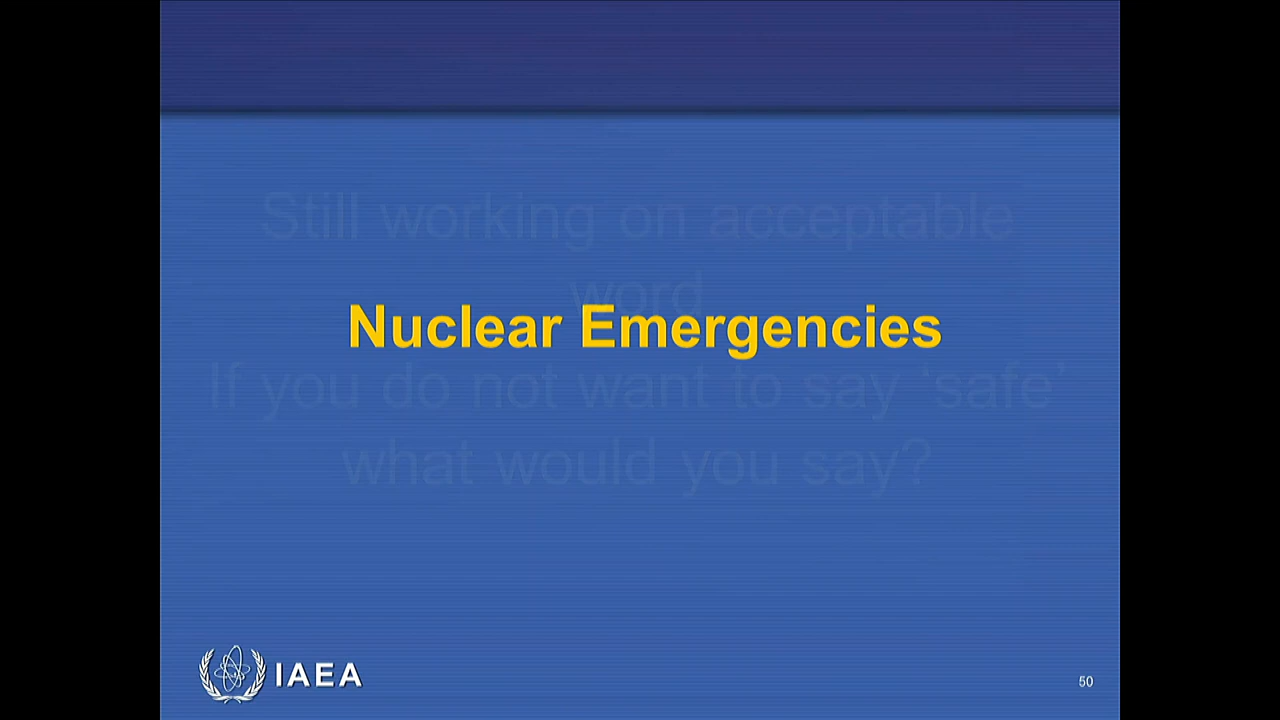 Still working on acceptable
word
Nuclear Emergencies
If you do not want to say ‘safe’
what would you say?
IAEA
50